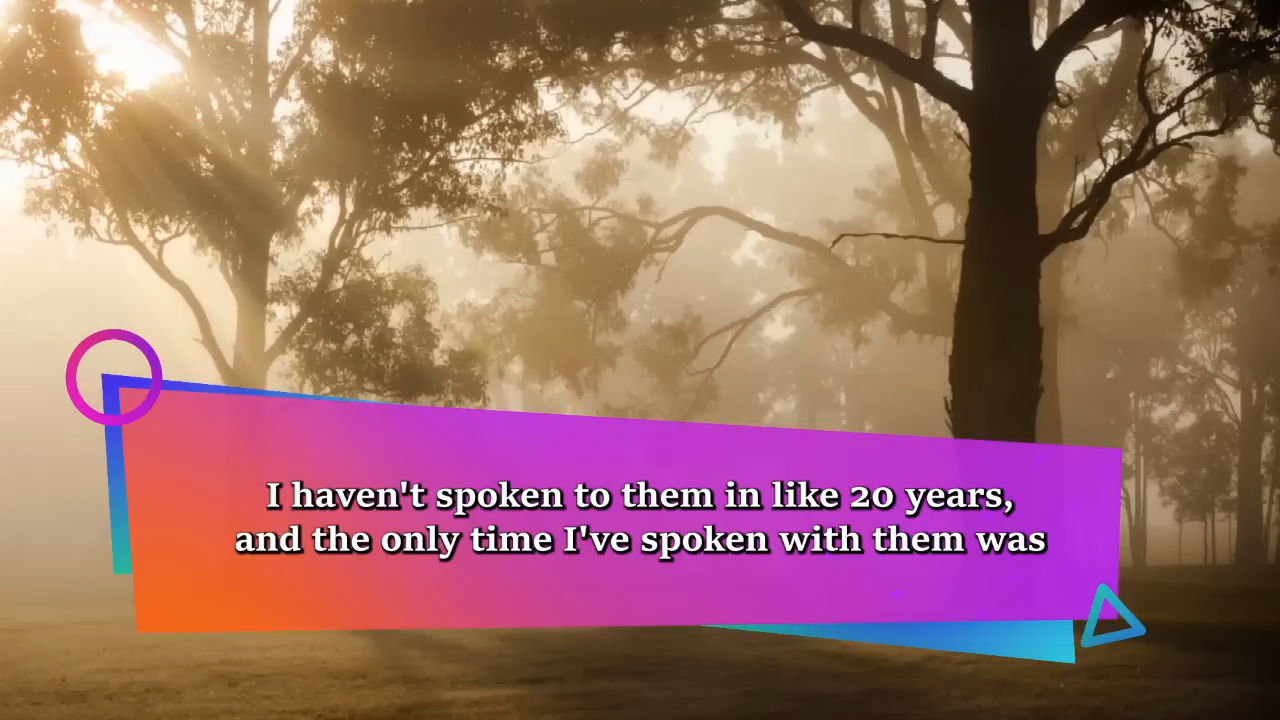 I haven't spoken to them in like 20 years,
and the only time I've spoken with them was